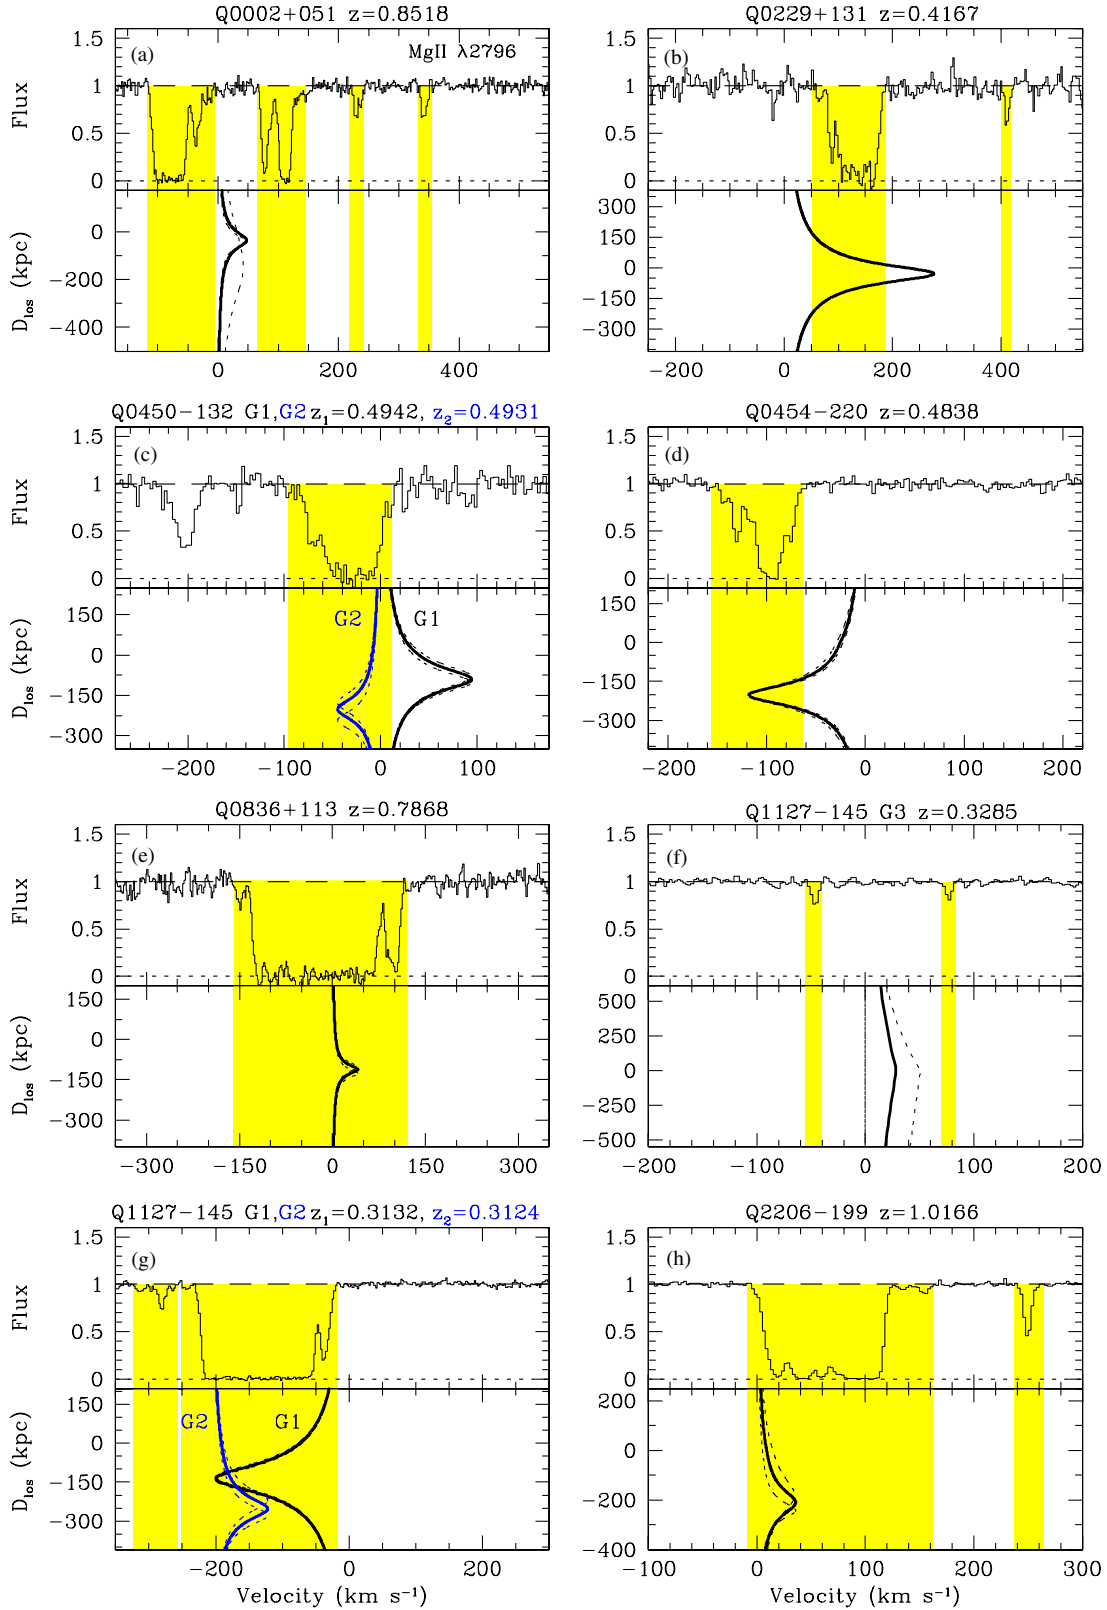 Q0002+051 z=0.8518
(a)
MgII λ2796
Flux
1.5
1
0.5
0
D_los (kpc)
0
−200
−400
0 200 400
Q0229+131 z=0.4167
(b)
1.5
1
0.5
0
300
150
0
−150
−300
−200 0 200 400
Q0450−132 G1,G2 z₁=0.4942, z₂=0.4931
(c)
Flux
1.5
1
0.5
0
G2 G1
D_los (kpc)
150
0
−150
−300
−200 −100 0 100
Q0454−220 z=0.4838
(d)
1.5
1
0.5
0
150
0
−150
−300
−200 −100 0 100 200
Q0836+113 z=0.7868
(e)
Flux
1.5
1
0.5
0
D_los (kpc)
150
0
−150
−300
−300 −150 0 150 300
Q1127−145 G3 z=0.3285
(f)
1.5
1
0.5
0
500
250
0
−250
−500
−200 −100 0 100 200
Q1127−145 G1,G2 z₁=0.3132, z₂=0.3124
(g)
Flux
1.5
1
0.5
0
G2 G1
D_los (kpc)
150
0
−150
−300
−200 0 200
Velocity (km s⁻¹)
Q2206−199 z=1.0166
(h)
1.5
1
0.5
0
200
0
−200
−400
−100 0 100 200 300
Velocity (km s⁻¹)